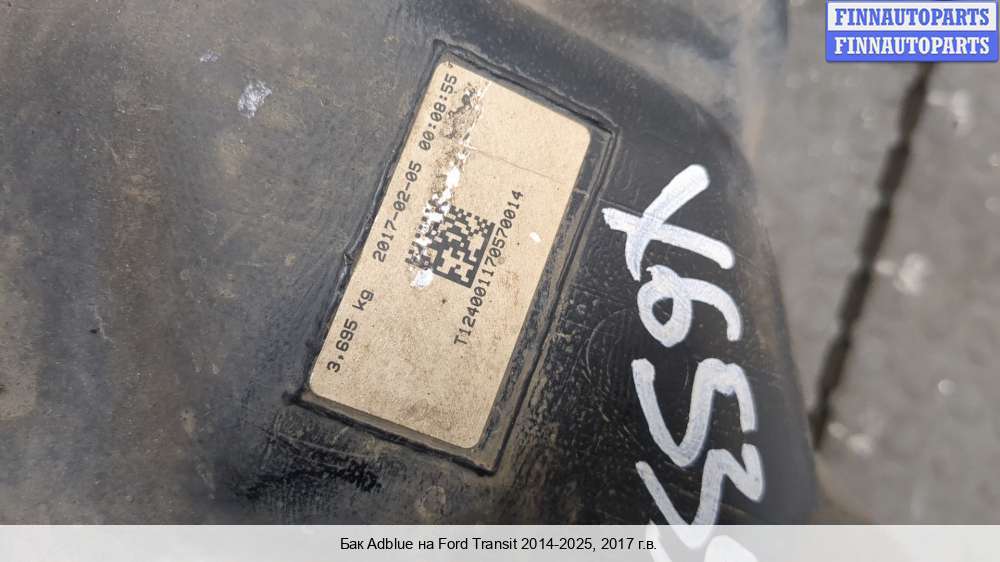 FINNAUTOPARTS
FINNAUTOPARTS
3,695 kg 2017-02-05 00:08:55
T124001170570014
Бак Adblue на Ford Transit 2014-2025, 2017 г.в.